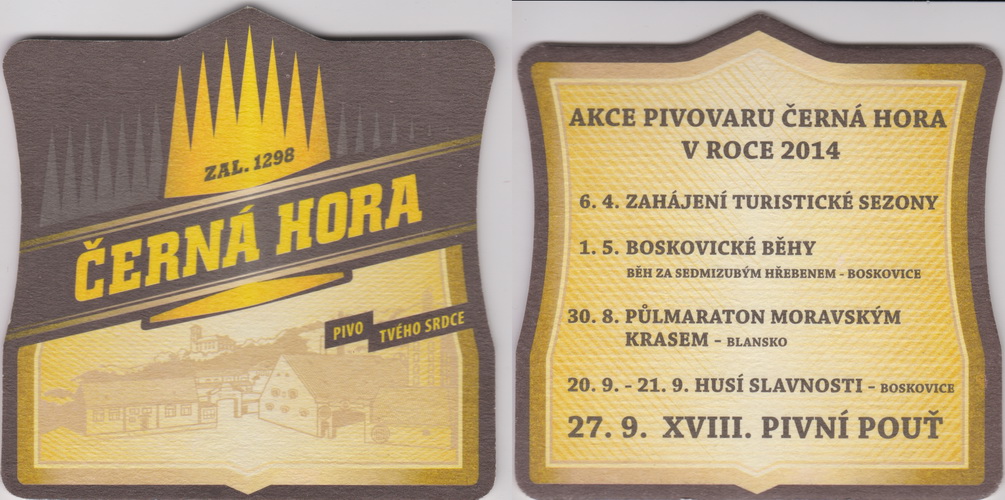 ZAL. 1298
ČERNÁ HORA
PIVO
TVÉHO SRDCE
AKCE PIVOVARU ČERNÁ HORA
V ROCE 2014
6. 4. ZAHÁJENÍ TURISTICKÉ SEZONY
1. 5. BOSKOVICKÉ BĚHY
BĚH ZA SEDMIZUBÝM HŘEBENEM - BOSKOVICE
30. 8. PŮLMARATON MORAVSKÝM
KRASEM - BLANSKO
20. 9. - 21. 9. HUSÍ SLAVNOSTI - BOSKOVICE
27. 9. XVIII. PIVNÍ POUŤ